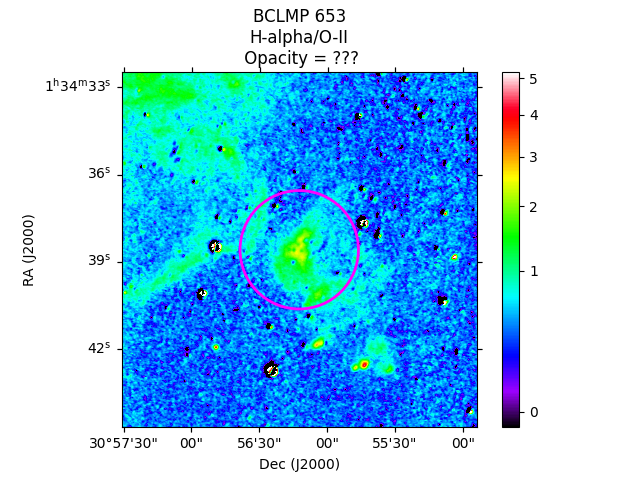 BCLMP 653
H-alpha/O-II
Opacity = ???
1ʰ34ᵐ33ˢ
36ˢ
39ˢ
42ˢ
RA (J2000)
30°57'30" 00" 56'30" 00" 55'30" 00"
Dec (J2000)
5
4
3
2
1
0